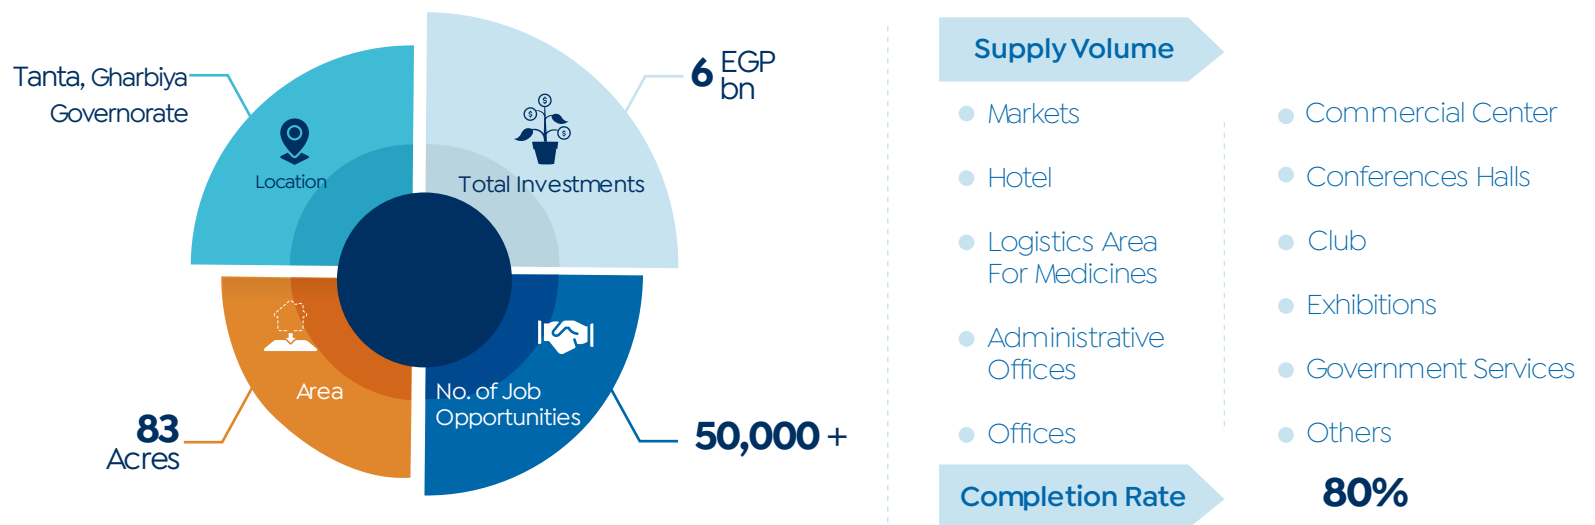 Tanta, Gharbiya
Governorate
Location
6 EGP
bn
Total Investments
Area
83
Acres
No. of Job
Opportunities
50,000 +
Supply Volume
Markets
Hotel
Logistics Area
For Medicines
Administrative
Offices
Offices
Commercial Center
Conferences Halls
Club
Exhibitions
Government Services
Others
Completion Rate
80%